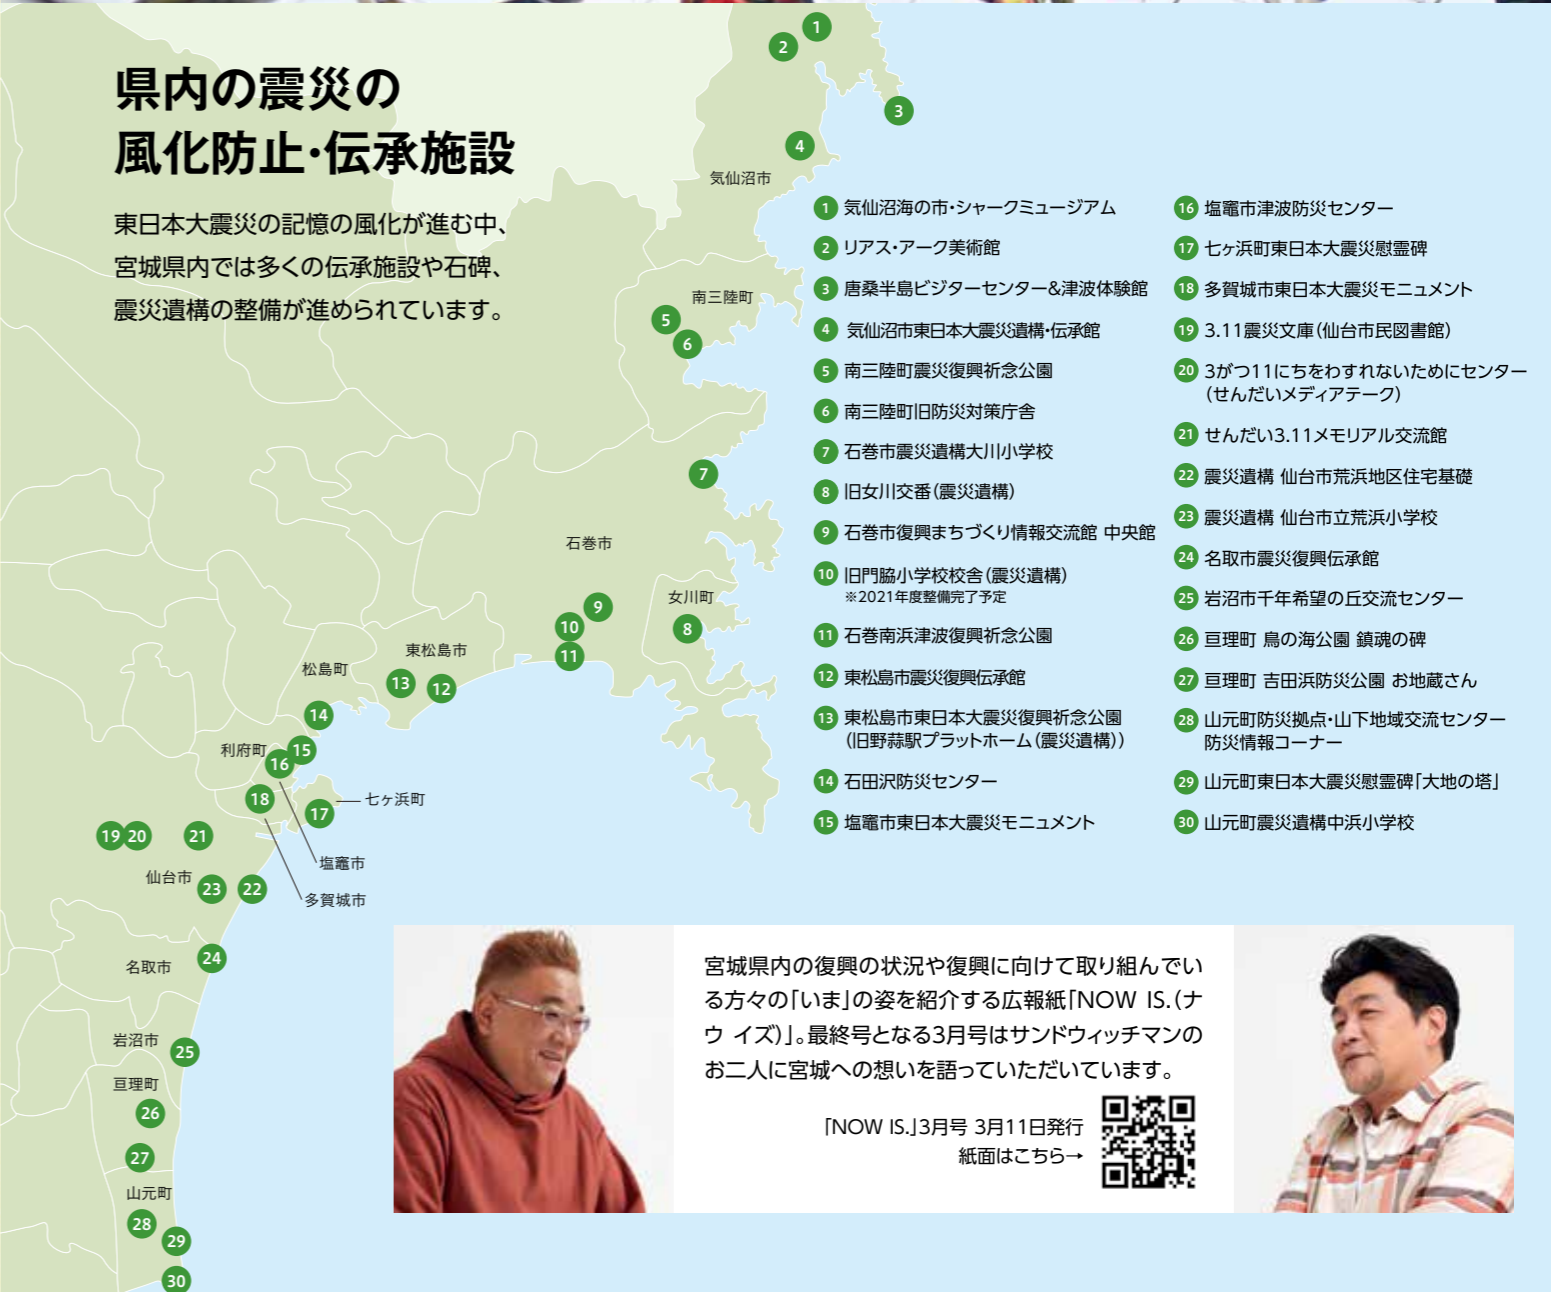 県内の震災の
風化防止・伝承施設
東日本大震災の記憶の風化が進む中、
宮城県内では多くの伝承施設や石碑、
震災遺構の整備が進められています。
1
2
3
4
気仙沼市
南三陸町
5
6
7
石巻市
女川町
8
9
10
11
東松島市
松島町
13
12
14
利府町
15
16
18
17
七ヶ浜町
19
20
21
塩竈市
仙台市
23
22
多賀城市
24
名取市
岩沼市
25
亘理町
26
27
山元町
28
29
30
1 気仙沼海の市・シャークミュージアム
2 リアス・アーク美術館
3 唐桑半島ビジターセンター&津波体験館
4 気仙沼市東日本大震災遺構・伝承館
5 南三陸町震災復興祈念公園
6 南三陸町旧防災対策庁舎
7 石巻市震災遺構大川小学校
8 旧女川交番（震災遺構）
9 石巻市復興まちづくり情報交流館 中央館
10 旧門脇小学校校舎（震災遺構）
※2021年度整備完了予定
11 石巻南浜津波復興祈念公園
12 東松島市震災復興伝承館
13 東松島市東日本大震災復興祈念公園
（旧野蒜駅プラットホーム（震災遺構））
14 石田沢防災センター
15 塩竈市東日本大震災モニュメント
16 塩竈市津波防災センター
17 七ヶ浜町東日本大震災慰霊碑
18 多賀城市東日本大震災モニュメント
19 3.11震災文庫（仙台市民図書館）
20 3がつ11にちをわすれないためにセンター
（せんだいメディアテーク）
21 せんだい3.11メモリアル交流館
22 震災遺構 仙台市荒浜地区住宅基礎
23 震災遺構 仙台市立荒浜小学校
24 名取市震災復興伝承館
25 岩沼市千年希望の丘交流センター
26 亘理町 鳥の海公園 鎮魂の碑
27 亘理町 吉田浜防災公園 お地蔵さん
28 山元町防災拠点・山下地域交流センター
防災情報コーナー
29 山元町東日本大震災慰霊碑「大地の塔」
30 山元町震災遺構中浜小学校
宮城県内の復興の状況や復興に向けて取り組んでい
る方々の「いま」の姿を紹介する広報紙「NOW IS.（ナ
ウ イズ）」。最終号となる3月号はサンドウィッチマンの
お二人に宮城への想いを語っていただいています。
「NOW IS.」3月号 3月11日発行
紙面はこちら→